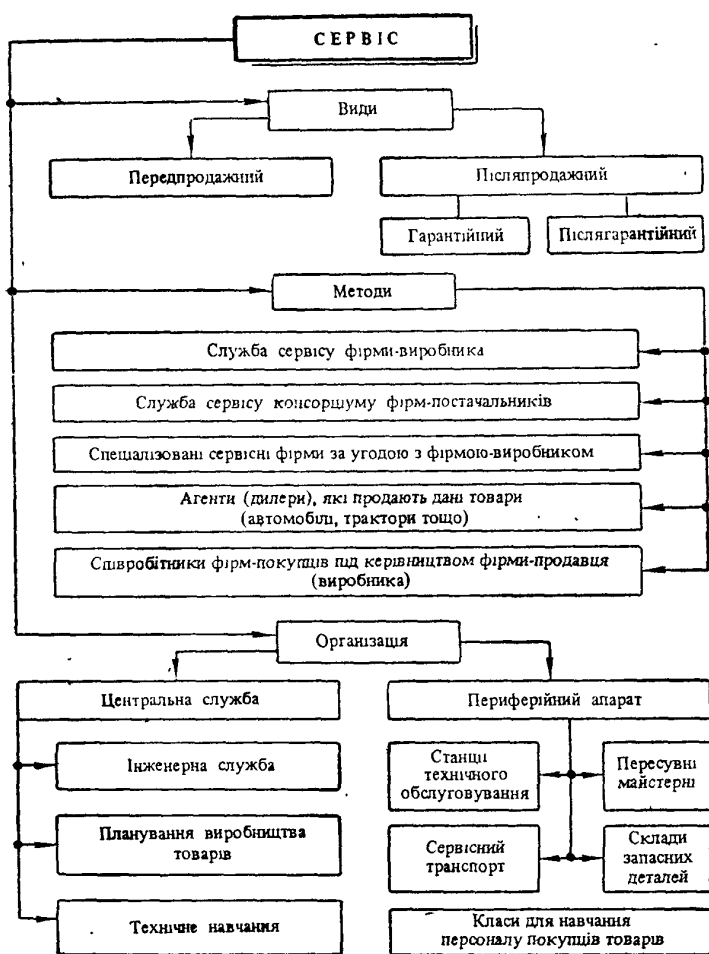 СЕРВІС
Види
Передпродажний
Післяпродажний
Гарантійний
Післягарантійний
Методи
Служба сервісу фірми-виробника
Служба сервісу консорціуму фірм-постачальників
Спеціалізовані сервісні фірми за угодою з фірмою-виробником
Агенти (дилери), які продають дані товари
(автомобілі, трактори тощо)
Співробітники фірм-покупців під керівництвом фірми-продавця
(виробника)
Організація
Центральна служба
Периферійний апарат
Інженерна служба
Станції
технічного
обслуговування
Пересувні
майстерні
Планування виробництва
товарів
Сервісний
транспорт
Склади
запасних
деталей
Технічне навчання
Класи для навчання
персоналу покупців товарів